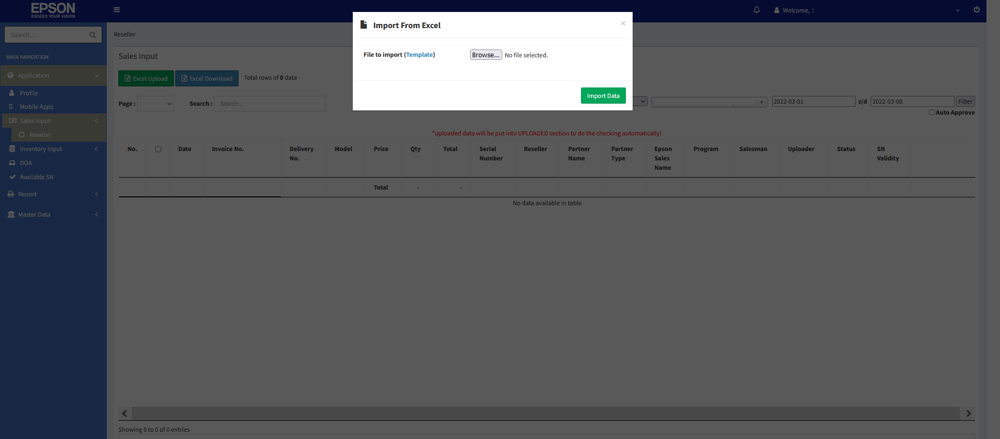 EPSON
EXCEED YOUR VISION
Welcome, S
Search...
MAIN NAVIGATION
Application
Profile
Mobile Apps
Sales Input
Reseller
Inventory Input
DOA
Available SN
Report
Master Data
Reseller
Sales Input
Excel Upload Excel Download Total rows of 0 data
Page : Search : Search..
2022-03-01 s/d 2022-03-08 Filter
Auto Approve
Import From Excel ×
File to import (Template) Browse... No file selected.
Import Data
*Uploaded data will be put into UPLOADED section to do the checking automatically!
No. Date Invoice No. Delivery No. Model Price Qty Total Serial Number Reseller Partner Name Partner Type Epson Sales Name Program Salesman Uploader Status SN Validity
Total - -
No data available in table
Showing 0 to 0 of 0 entries